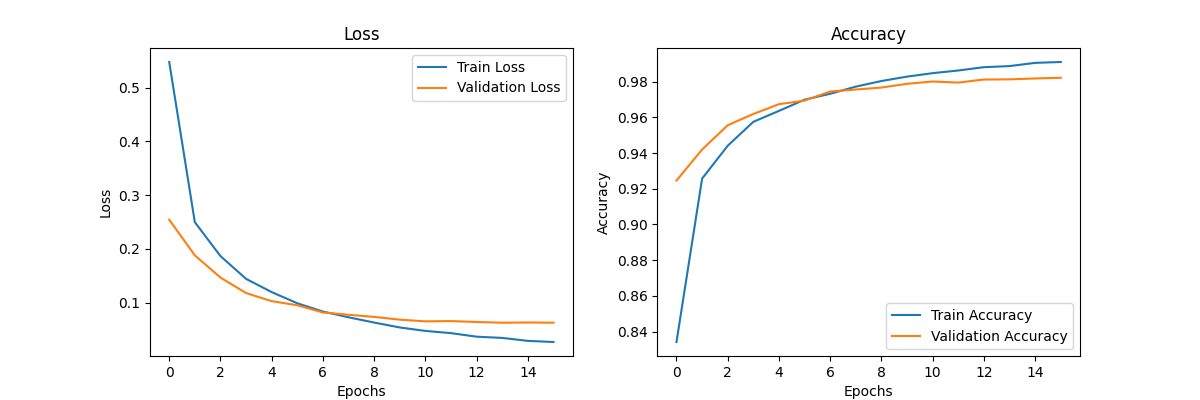 Loss
Train Loss
Validation Loss
0.5
0.4
0.3
0.2
0.1
Loss
0 2 4 6 8 10 12 14
Epochs
Accuracy
0.98
0.96
0.94
0.92
0.90
0.88
0.86
0.84
Accuracy
Train Accuracy
Validation Accuracy
0 2 4 6 8 10 12 14
Epochs